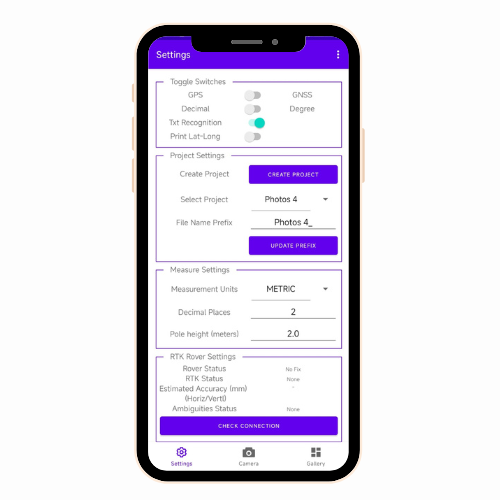 Settings
Toggle Switches
GPS GNSS
Decimal Degree
Txt Recognition
Print Lat-Long
Project Settings
Create Project CREATE PROJECT
Select Project Photos 4
File Name Prefix Photos 4_
UPDATE PREFIX
Measure Settings
Measurement Units METRIC
Decimal Places 2
Pole height (meters) 2.0
RTK Rover Settings
Rover Status No Fix
RTK Status None
Estimated Accuracy (mm) -
(Horiz/Vertl)
Ambiguities Status None
CHECK CONNECTION
Settings Camera Gallery